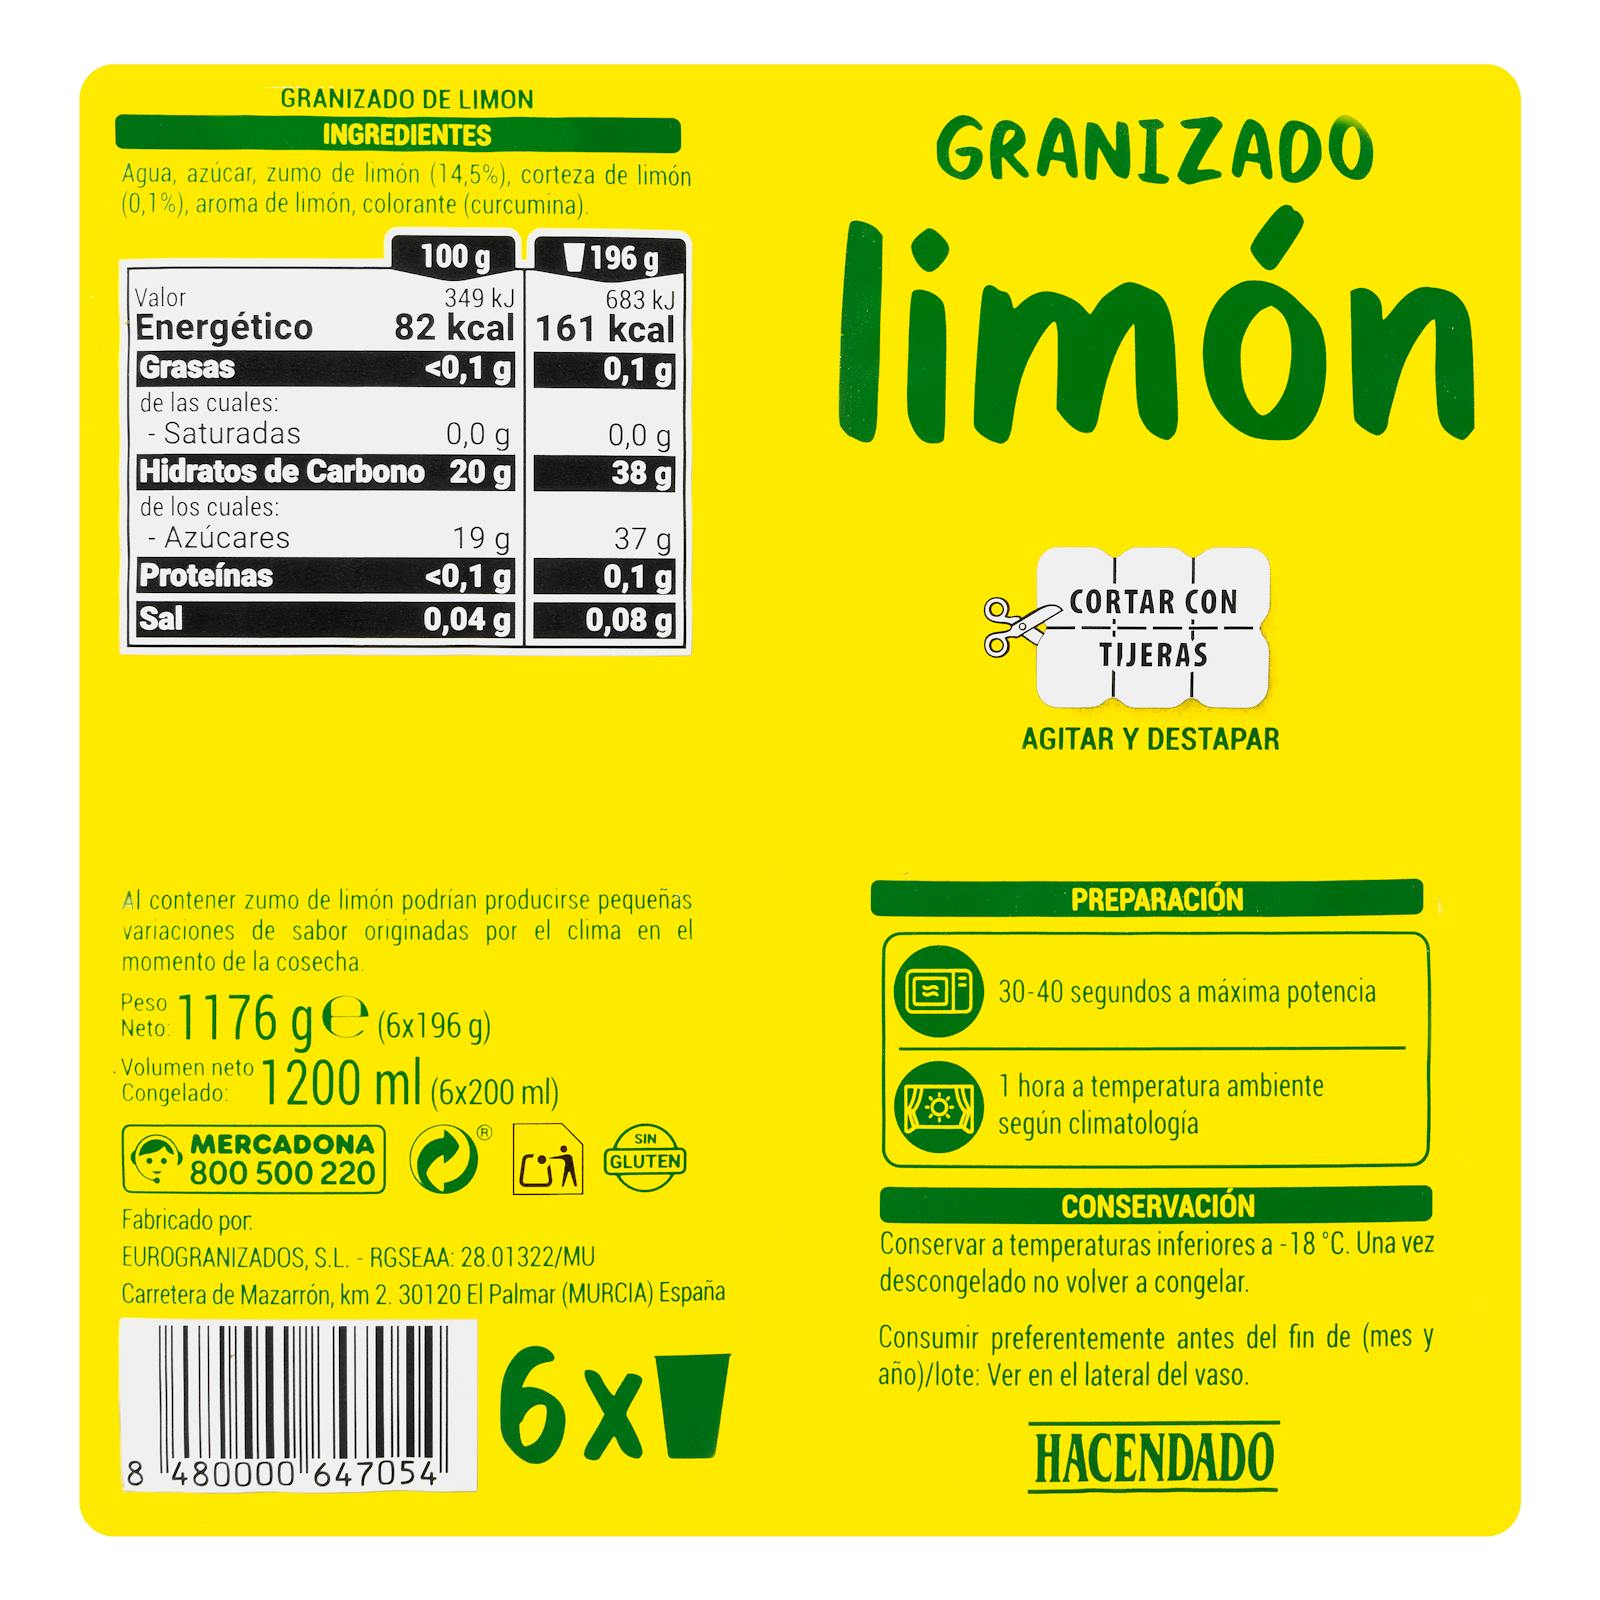 GRANIZADO DE LIMON
INGREDIENTES
Agua, azúcar, zumo de limón (14,5%), corteza de limón
(0,1%), aroma de limón, colorante (curcumina).
100 g 196 g
Valor 349 kJ 683 kJ
Energético 82 kcal 161 kcal
Grasas <0,1 g 0,1 g
de las cuales:
- Saturadas 0,0 g 0,0 g
Hidratos de Carbono 20 g 38 g
de los cuales:
- Azúcares 19 g 37 g
Proteínas <0,1 g 0,1 g
Sal 0,04 g 0,08 g
Al contener zumo de limón podrían producirse pequeñas
variaciones de sabor originadas por el clima en el
momento de la cosecha.
Peso
Neto: 1176 g e (6x196 g)
Volumen neto
Congelado: 1200 ml (6x200 ml)
MERCADONA
800 500 220
®
SIN
GLUTEN
Fabricado por:
EUROGRANIZADOS, S.L. - RGSEAA: 28.01322/MU
Carretera de Mazarrón, km 2. 30120 El Palmar (MURCIA) España
8 480000 647054
6x
GRANIZADO
limón
CORTAR CON
TIJERAS
AGITAR Y DESTAPAR
PREPARACIÓN
30-40 segundos a máxima potencia
1 hora a temperatura ambiente
según climatología
CONSERVACIÓN
Conservar a temperaturas inferiores a -18 °C. Una vez
descongelado no volver a congelar.
Consumir preferentemente antes del fin de (mes y
año)/lote: Ver en el lateral del vaso.
HACENDADO